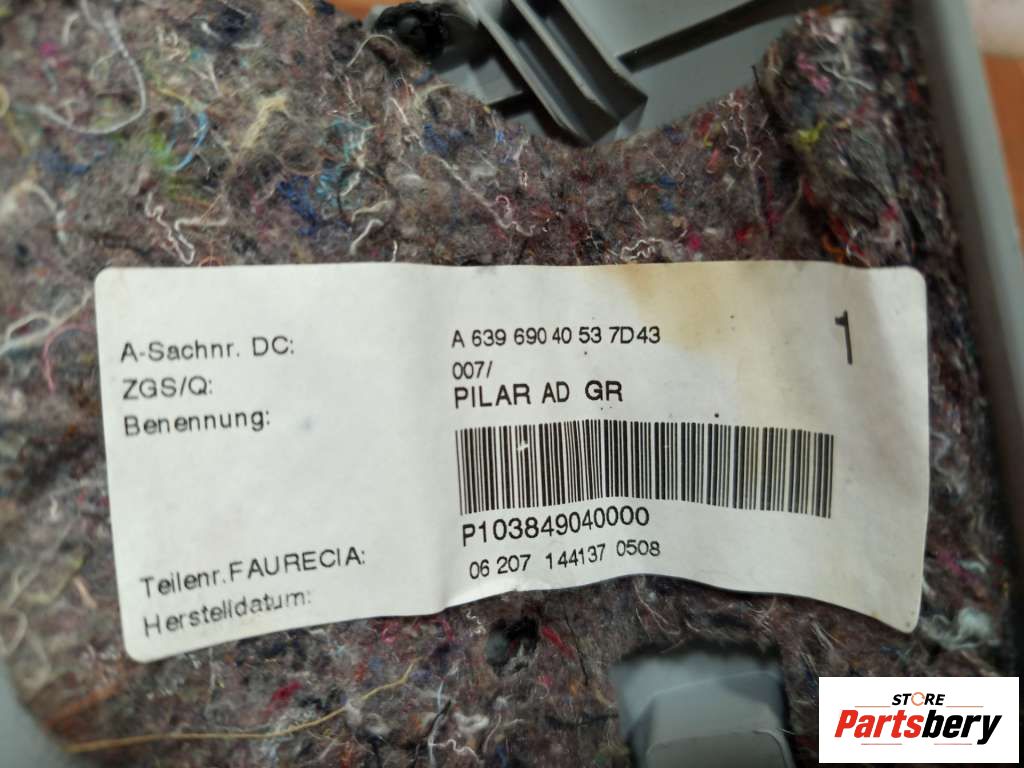 A-Sachnr. DC: A 639 690 40 53 7D43 1
ZGS/Q: 007/
Benennung: PILAR AD GR
Teilenr. FAURECIA: P103849040000
Herstelldatum: 06 207 144137 0508
STORE
Partsbery